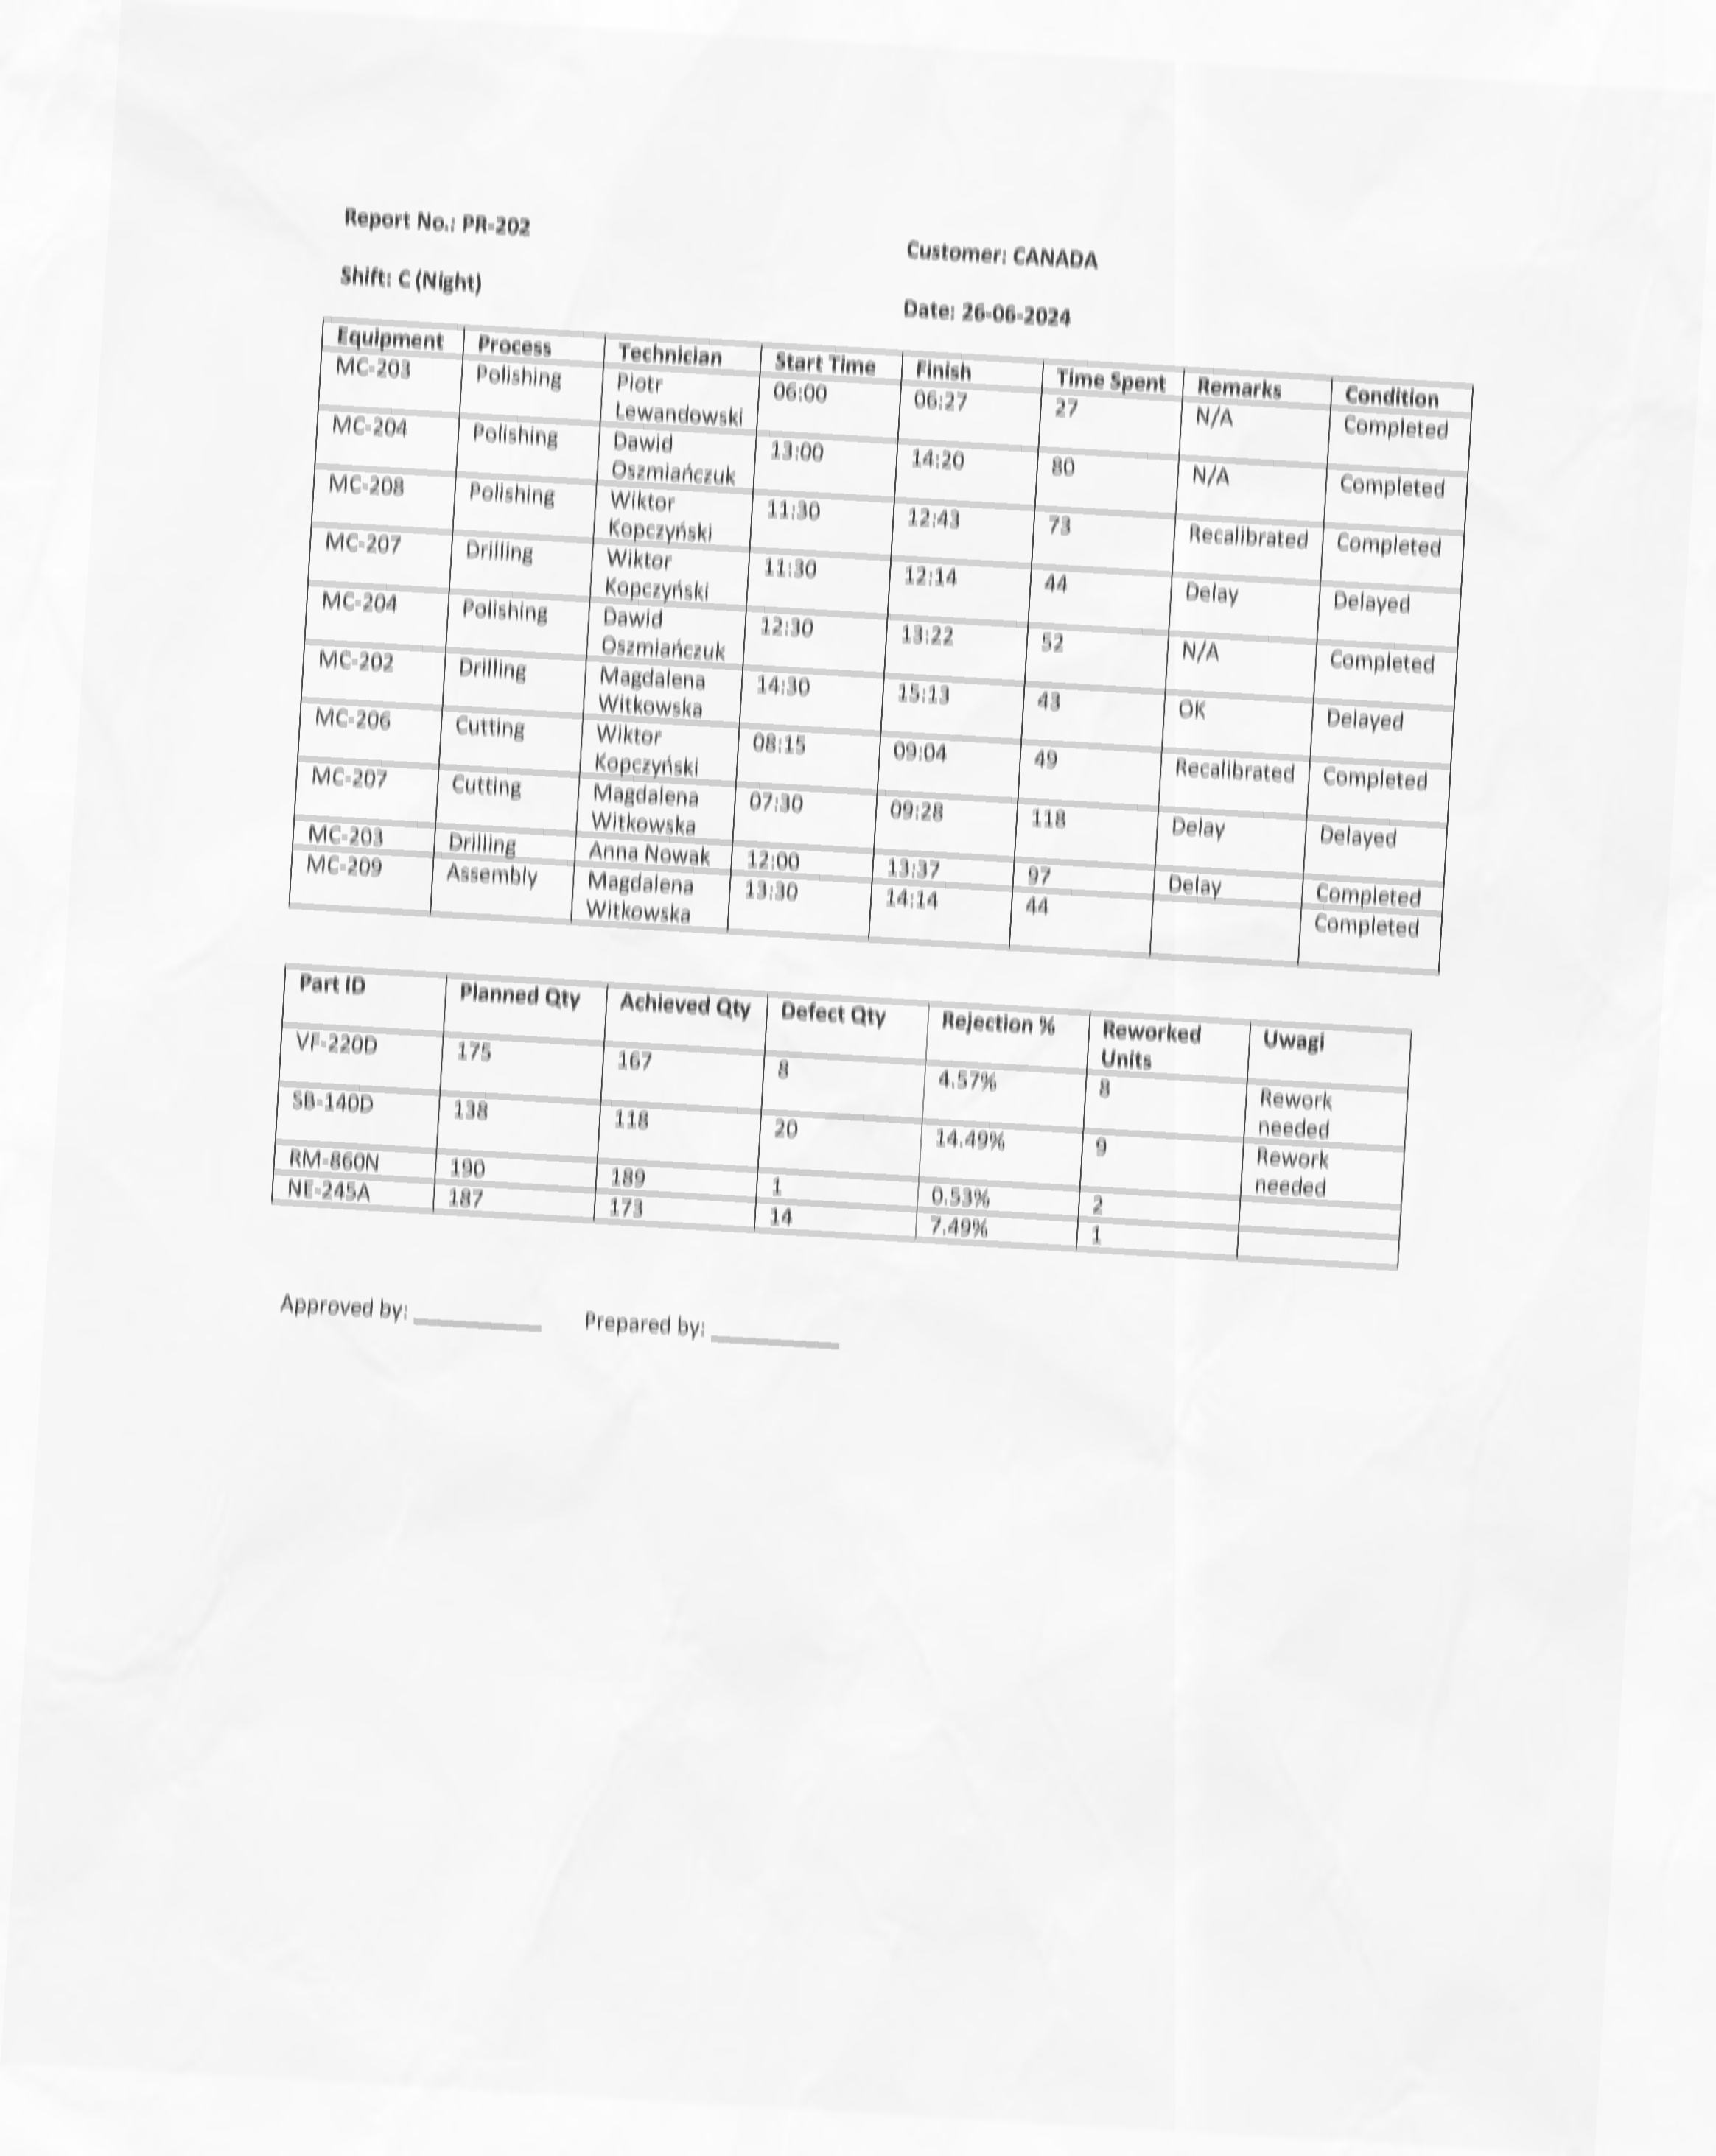 Report No.: PR-202
Customer: CANADA
Shift: C (Night)
Date: 26-06-2024
Equipment Process Technician Start Time Finish Time Spent Remarks Condition
MC-203 Polishing Piotr Lewandowski 06:00 06:27 27 N/A Completed
MC-204 Polishing Dawid Oszmiańczuk 13:00 14:20 80 N/A Completed
MC-208 Polishing Wiktor Kopczyński 11:30 12:43 73 Recalibrated Completed
MC-207 Drilling Wiktor Kopczyński 11:30 12:14 44 Delay Delayed
MC-204 Polishing Dawid Oszmiańczuk 12:30 13:22 52 N/A Completed
MC-202 Drilling Magdalena Witkowska 14:30 15:13 43 OK Delayed
MC-206 Cutting Wiktor Kopczyński 08:15 09:04 49 Recalibrated Completed
MC-207 Cutting Magdalena Witkowska 07:30 09:28 118 Delay Delayed
MC-203 Drilling Anna Nowak 12:00 13:37 97 Delay Completed
MC-209 Assembly Magdalena Witkowska 13:30 14:14 44 Completed
Part ID Planned Qty Achieved Qty Defect Qty Rejection % Reworked Units Uwagi
VF-220D 175 167 8 4.57% 8 Rework needed
SB-140D 138 118 20 14.49% 9 Rework needed
RM-860N 190 189 1 0.53% 2
NE-245A 187 173 14 7.49% 1
Approved by: ____________ Prepared by: ____________